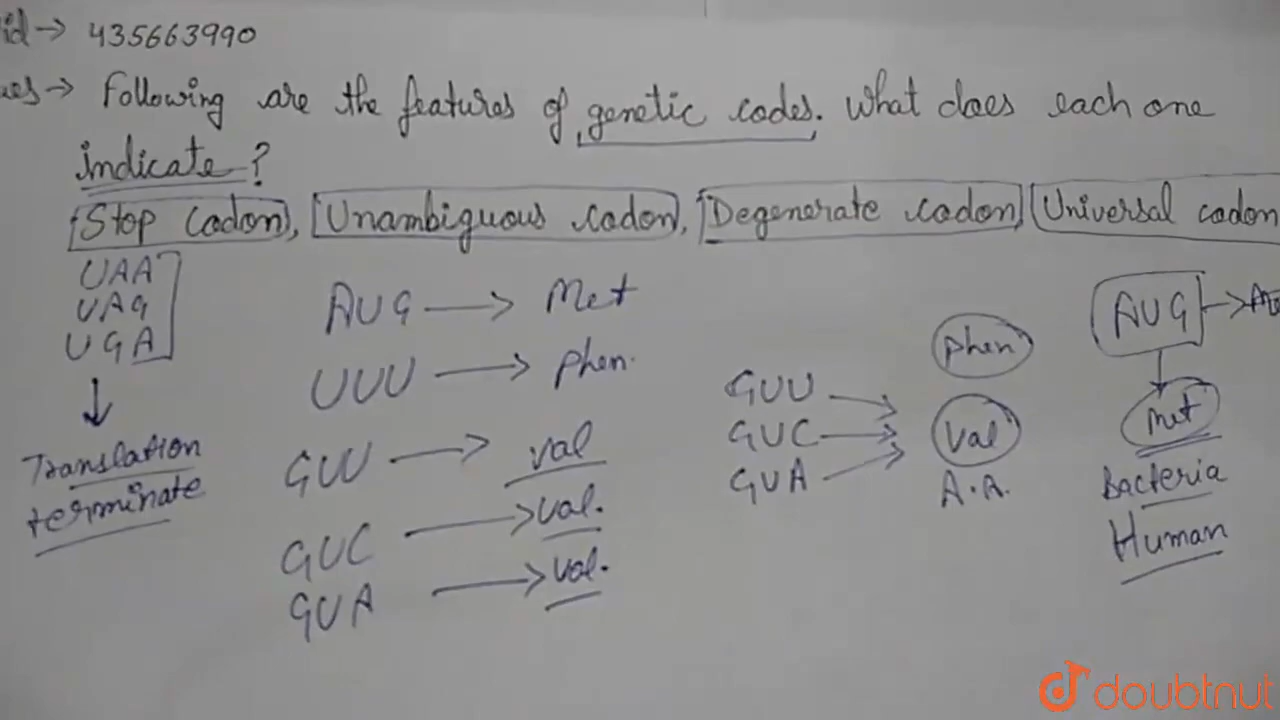 id → 435663990
ues → Following are the features of genetic codes. What does each one
indicate?
Stop Codon, Unambiguous codon, Degenerate codon, Universal codon
UAA
UAG
UGA
Translation
terminate
AUG → Met
UUU → Phen.
GUU → val
GUC → val.
GUA → val.
phen
GUU
GUC → Val
GUA
A.A.
AUG →
Met
Bacteria
Human
doubtnut